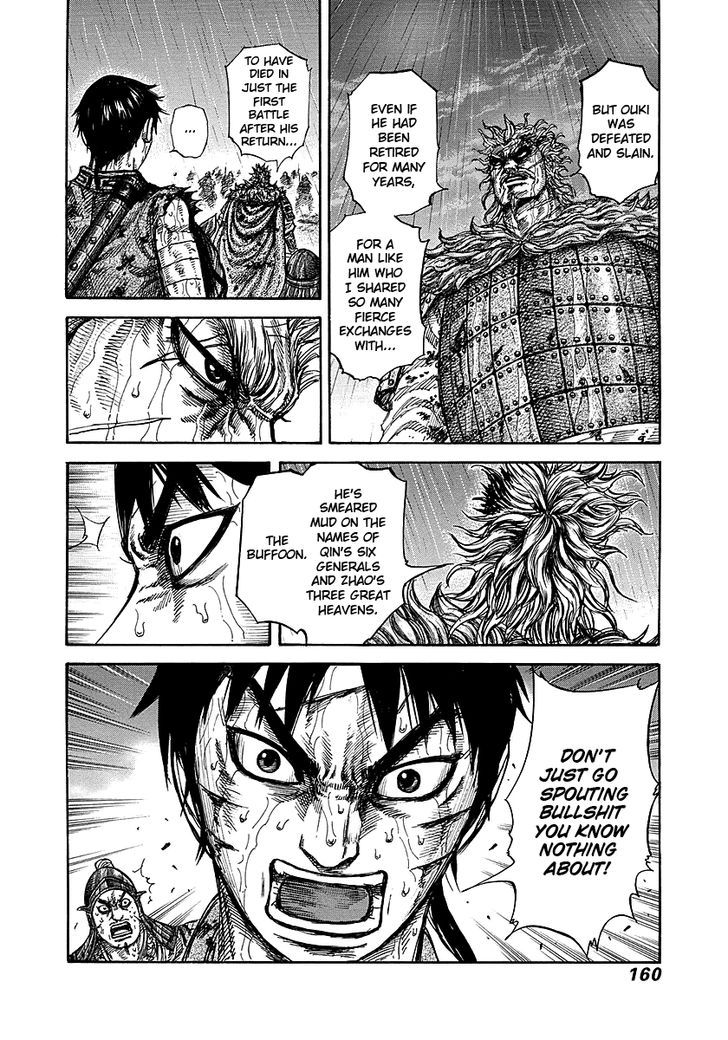 BUT OUKI
WAS
DEFEATED
AND SLAIN.
EVEN IF
HE HAD
BEEN
RETIRED
FOR MANY
YEARS,
FOR A
MAN LIKE
HIM WHO
I SHARED
SO MANY
FIERCE
EXCHANGES
WITH...
TO HAVE
DIED IN
JUST THE
FIRST
BATTLE
AFTER HIS
RETURN...
...
HE'S
SMEARED
MUD ON THE
NAMES OF
QIN'S SIX
GENERALS
AND ZHAO'S
THREE GREAT
HEAVENS.
THE
BUFFOON.
DON'T
JUST GO
SPOUTING
BULLSHIT
YOU KNOW
NOTHING
ABOUT!
160